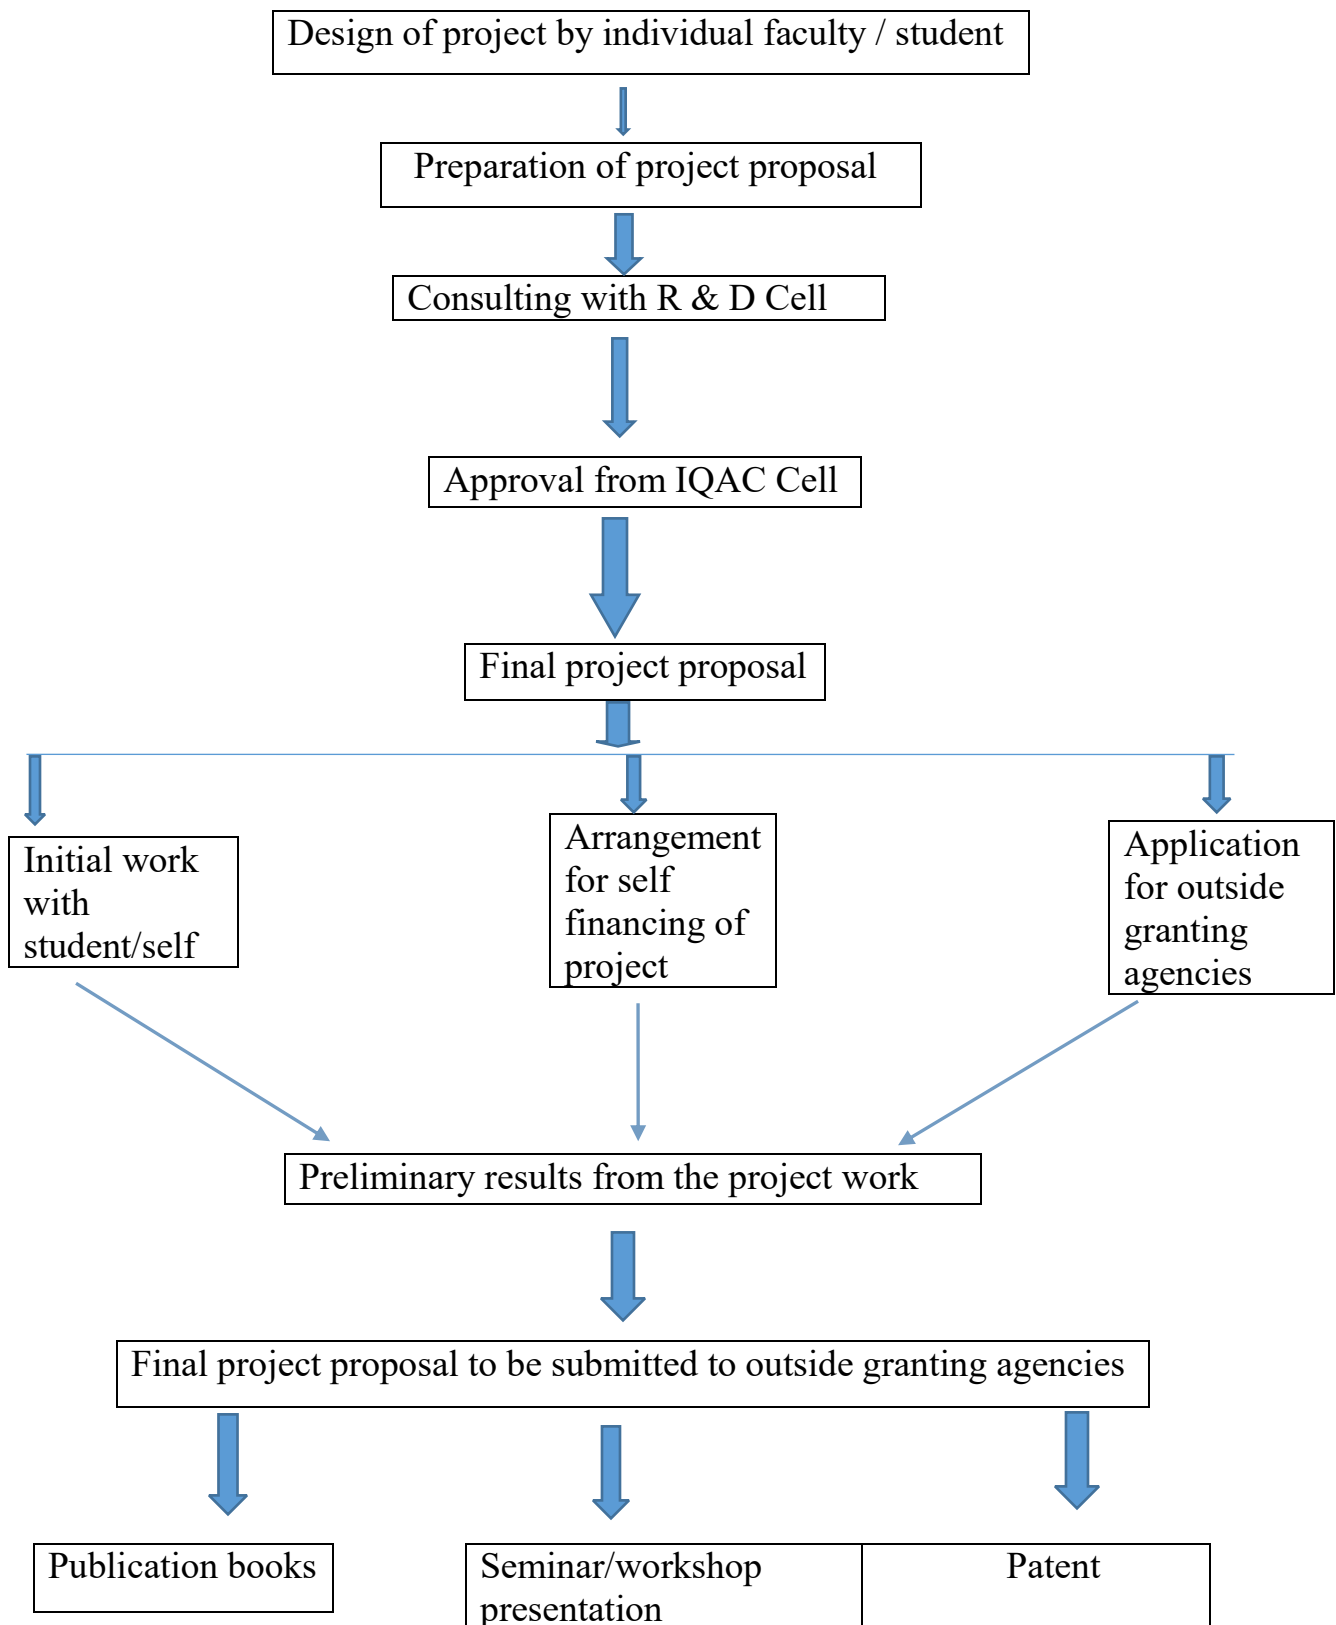 Design of project by individual faculty / student
Preparation of project proposal
Consulting with R & D Cell
Approval from IQAC Cell
Final project proposal
Initial work
with
student/self
Arrangement
for self
financing of
project
Application
for outside
granting
agencies
Preliminary results from the project work
Final project proposal to be submitted to outside granting agencies
Publication books
Seminar/workshop
presentation
Patent